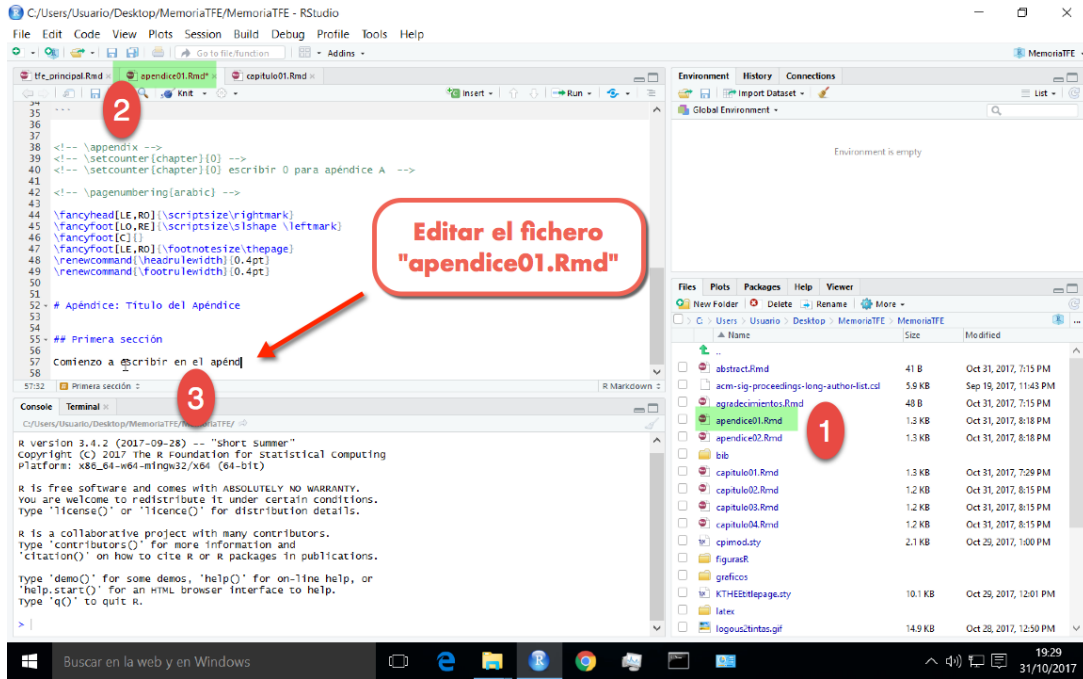 C:/Users/Usuario/Desktop/MemoriaTFE/MemoriaTFE - RStudio
File Edit Code View Plots Session Build Debug Profile Tools Help
Go to file/function Addins
MemoriaTFE
tfe_principal.Rmd apendice01.Rmd* capitulo01.Rmd
Knit Insert Run
2
34
35 ```
36
37
38 <!-- \appendix -->
39 <!-- \setcounter{chapter}{0} -->
40 <!-- \setcounter{chapter}{0} escribir 0 para apéndice A -->
41
42 <!-- \pagenumbering{arabic} -->
43
44 \fancyhead[LE,RO]{\scriptsize\rightmark}
45 \fancyfoot[LO,RE]{\scriptsize\slshape \leftmark}
46 \fancyfoot[C]{}
47 \fancyfoot[LE,RO]{\footnotesize\thepage}
48 \renewcommand{\headrulewidth}{0.4pt}
49 \renewcommand{\footrulewidth}{0.4pt}
50
51
52 # Apéndice: Título del Apéndice
53
54
55 ## Primera sección
56
57 Comienzo a escribir en el apénd
58
57:32 Primera sección R Markdown
Editar el fichero
"apendice01.Rmd"
3
Console Terminal
C:/Users/Usuario/Desktop/MemoriaTFE/MemoriaTFE/
R version 3.4.2 (2017-09-28) -- "Short Summer"
Copyright (C) 2017 The R Foundation for Statistical Computing
Platform: x86_64-w64-mingw32/x64 (64-bit)
R is free software and comes with ABSOLUTELY NO WARRANTY.
You are welcome to redistribute it under certain conditions.
Type 'license()' or 'licence()' for distribution details.
R is a collaborative project with many contributors.
Type 'contributors()' for more information and
'citation()' on how to cite R or R packages in publications.
Type 'demo()' for some demos, 'help()' for on-line help, or
'help.start()' for an HTML browser interface to help.
Type 'q()' to quit R.
>
Environment History Connections
Import Dataset List
Global Environment
Environment is empty
Files Plots Packages Help Viewer
New Folder Delete Rename More
C: Users Usuario Desktop MemoriaTFE MemoriaTFE
Name Size Modified
..
abstract.Rmd 41 B Oct 31, 2017, 7:15 PM
acm-sig-proceedings-long-author-list.csl 5.9 KB Sep 19, 2017, 11:43 PM
agradecimientos.Rmd 48 B Oct 31, 2017, 7:15 PM
apendice01.Rmd 1.3 KB Oct 31, 2017, 8:18 PM
1
apendice02.Rmd 1.3 KB Oct 31, 2017, 8:18 PM
bib
capitulo01.Rmd 1.3 KB Oct 31, 2017, 7:29 PM
capitulo02.Rmd 1.2 KB Oct 31, 2017, 8:15 PM
capitulo03.Rmd 1.2 KB Oct 31, 2017, 8:15 PM
capitulo04.Rmd 1.2 KB Oct 31, 2017, 8:15 PM
cpimod.sty 2.1 KB Oct 29, 2017, 1:00 PM
figurasR
graficos
KTHEEtitlepage.sty 10.1 KB Oct 29, 2017, 12:01 PM
latex
logous2tintas.gif 14.9 KB Oct 28, 2017, 12:50 PM
Buscar en la web y en Windows
19:29
31/10/2017